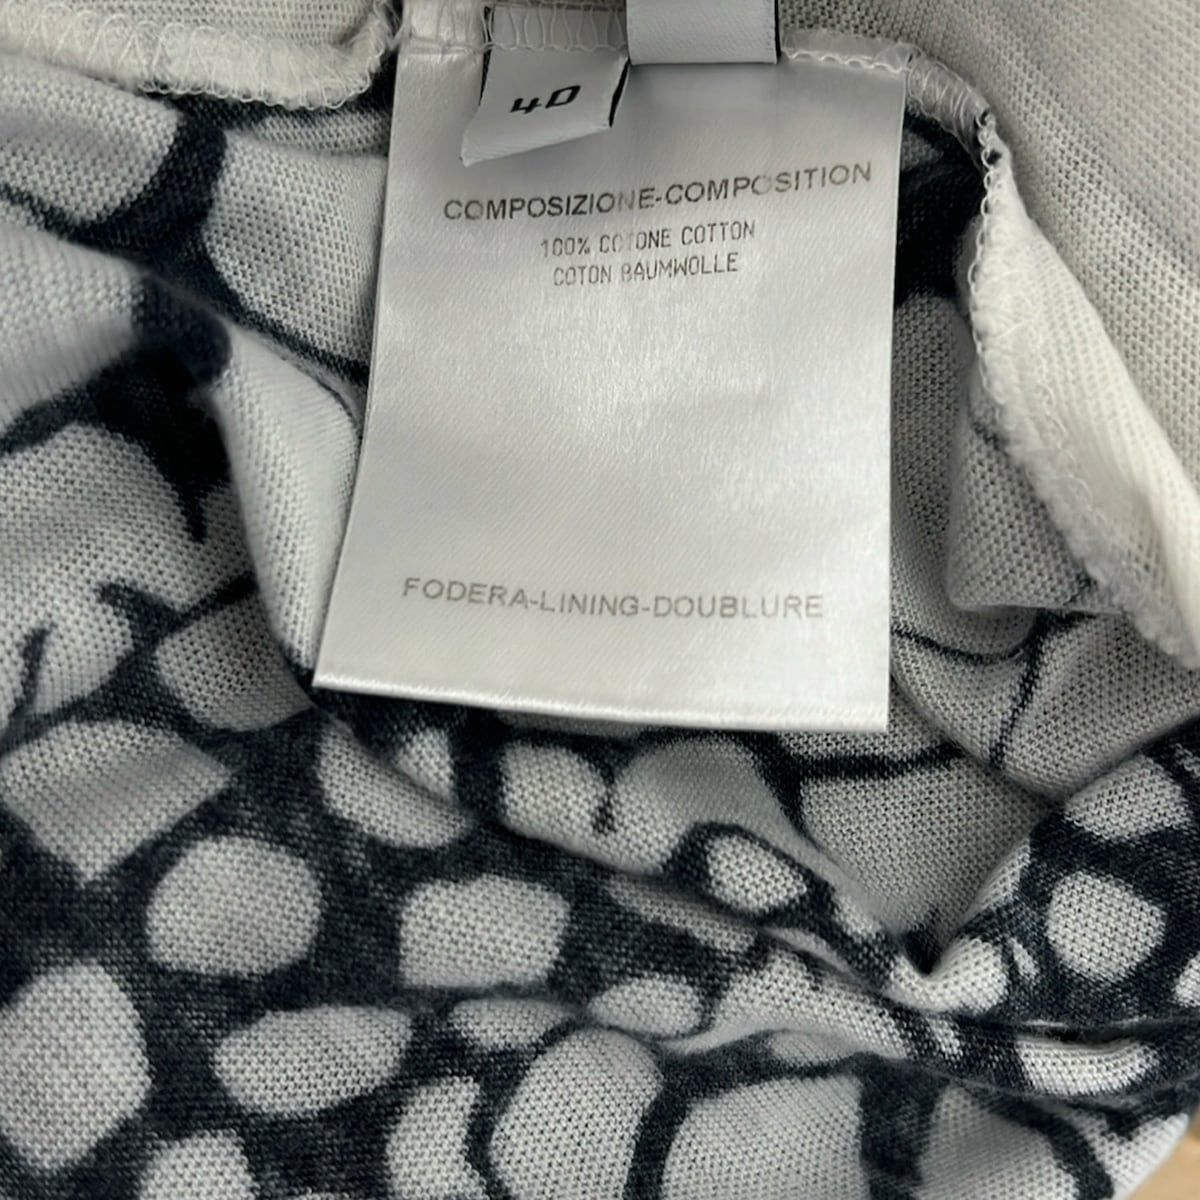 40
COMPOSIZIONE-COMPOSITION
100% COTONE COTTON
COTON BAUMWOLLE
FODERA-LINING-DOUBLURE